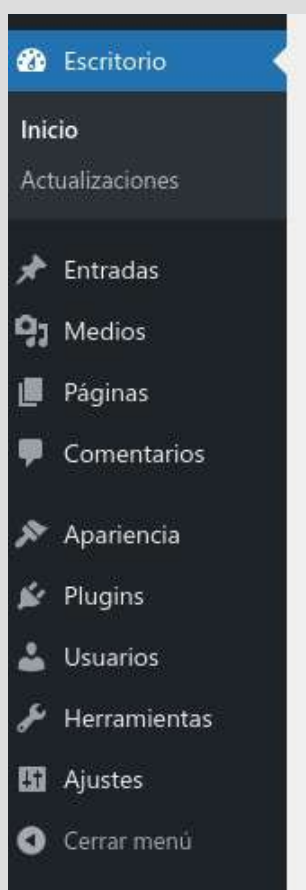 Escritorio
Inicio
Actualizaciones
Entradas
Medios
Páginas
Comentarios
Apariencia
Plugins
Usuarios
Herramientas
Ajustes
Cerrar menú